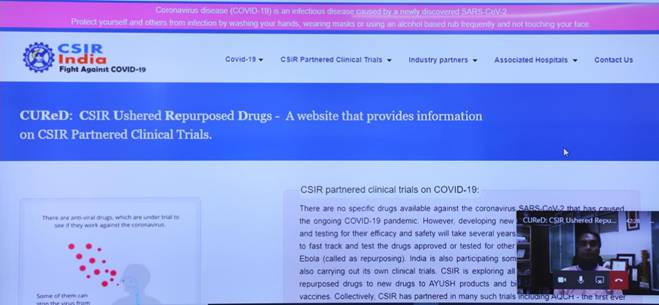 Coronavirus disease (COVID-19) is an infectious disease caused by a newly discovered SARS-CoV-2
Protect yourself and others from infection by washing your hands, wearing masks or using an alcohol based rub frequently and not touching your face
CSIR
India
Fight Against COVID-19
Covid-19 CSIR Partnered Clinical Trials Industry partners Associated Hospitals Contact Us
CUReD: CSIR Ushered Repurposed Drugs - A website that provides information
on CSIR Partnered Clinical Trials.
CSIR partnered clinical trials on COVID-19:
There are no specific drugs available against the coronavirus SARS-CoV-2 that has caused
the ongoing COVID-19 pandemic. However, developing new
and testing for their efficacy and safety will take several years
to fast track and test the drugs approved or tested for other
Ebola (called as repurposing). India is also participating som
also carrying out its own clinical trials. CSIR is exploring all
repurposed drugs to new drugs to AYUSH products and bi
vaccines. Collectively, CSIR has partnered in many such trials including AQCH - the first ever
There are anti-viral drugs, which are under trial to
see if they work against the coronavirus.
Some of them can
stop the virus from
CUReD: CSIR Ushered Repu...